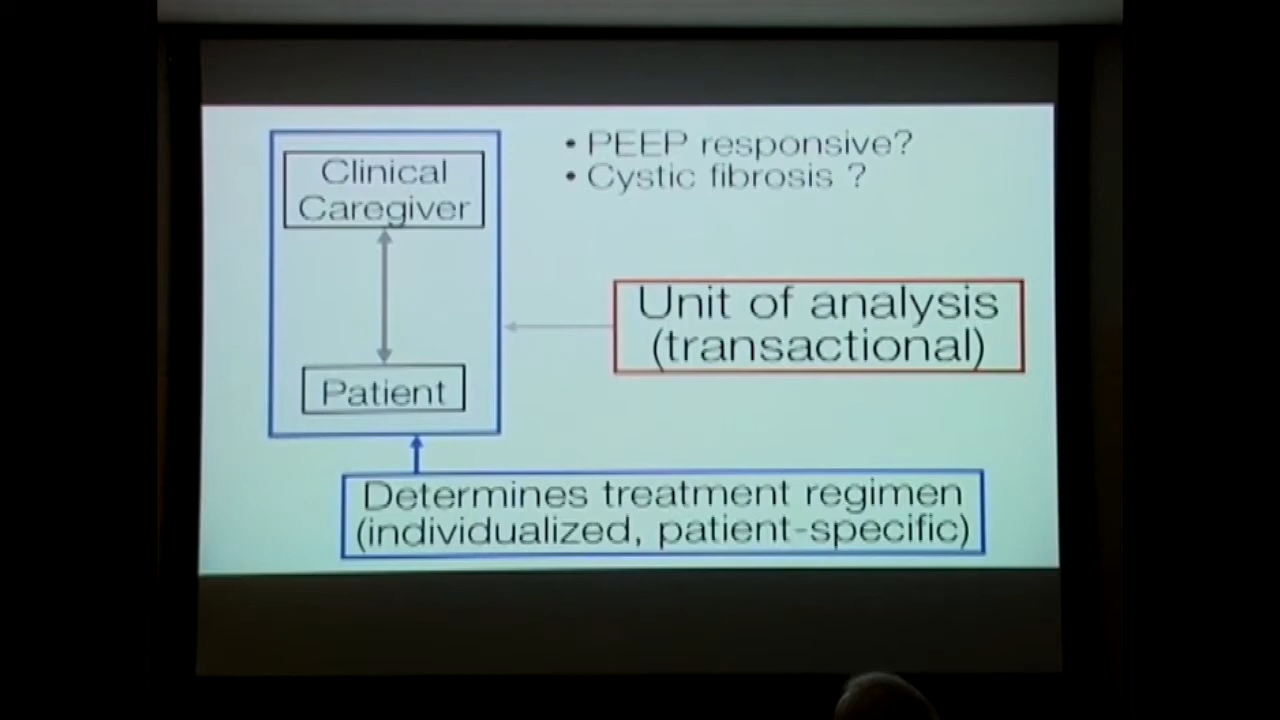 Clinical
Caregiver
Patient
• PEEP responsive?
• Cystic fibrosis ?
Unit of analysis
(transactional)
Determines treatment regimen
(individualized, patient-specific)